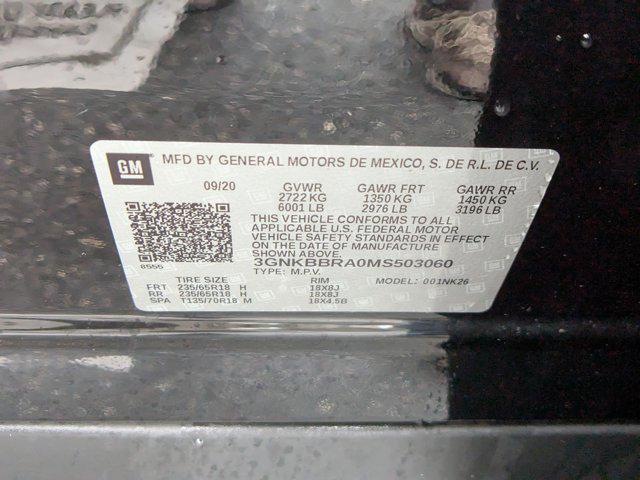 GM MFD BY GENERAL MOTORS DE MEXICO, S. DE R.L. DE C.V.
09/20 GVWR GAWR FRT GAWR RR
2722 KG 1350 KG 1450 KG
6001 LB 2976 LB 3196 LB
THIS VEHICLE CONFORMS TO ALL
APPLICABLE U.S. FEDERAL MOTOR
VEHICLE SAFETY STANDARDS IN EFFECT
ON THE DATE OF MANUFACTURE
SHOWN ABOVE.
8555 3GNKBBRA0MS503060
TYPE: M.P.V. MODEL: 001NK26
TIRE SIZE RIM
FRT 235/65R18 H 18X8J
RR 235/65R18 H 18X8J
SPA T135/70R18 M 18X4.5B